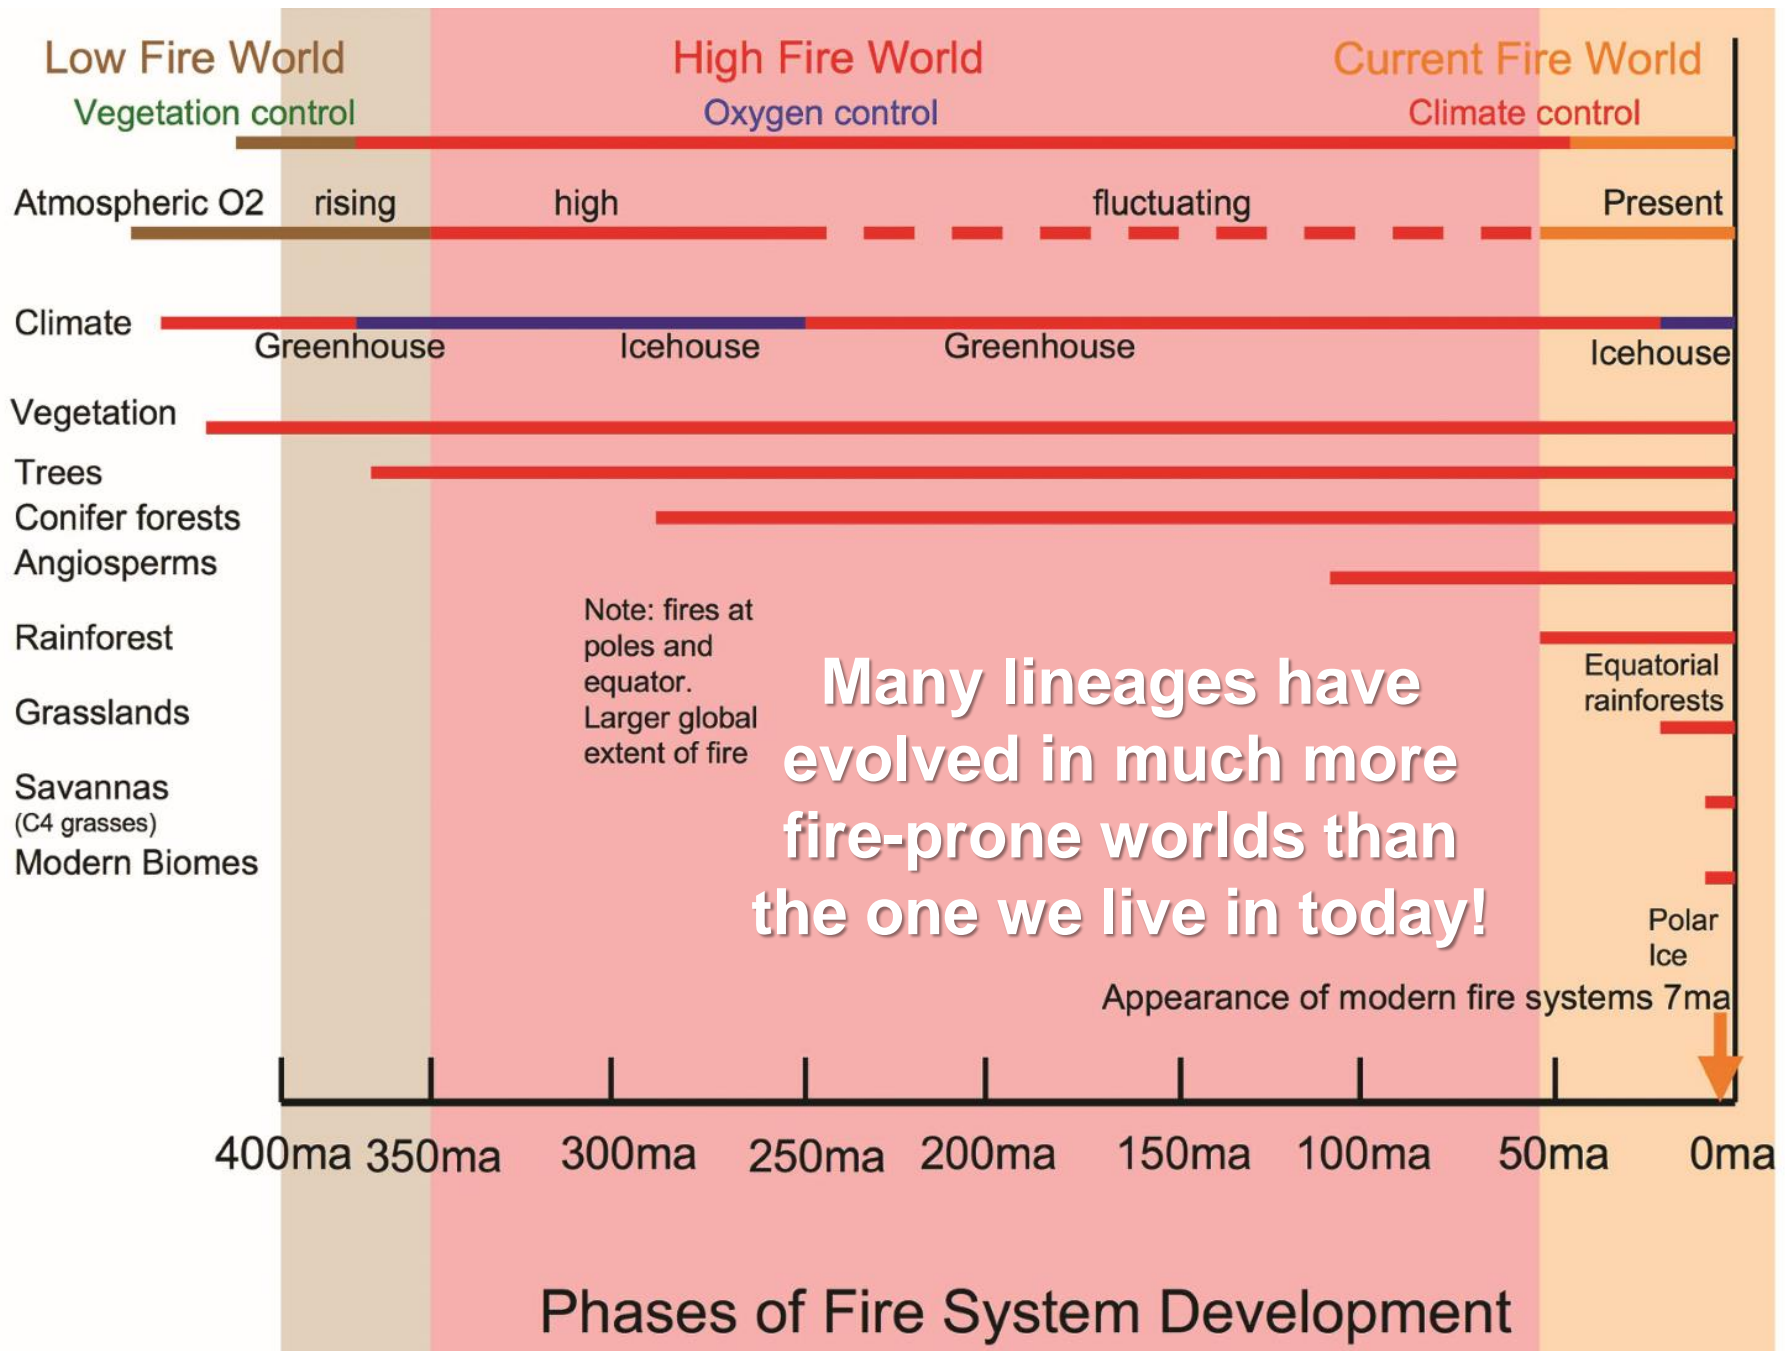 Low Fire World
High Fire World
Current Fire World
Vegetation control
Oxygen control
Climate control
Atmospheric O2
rising
high
fluctuating
Present
Climate
Greenhouse
Icehouse
Greenhouse
Icehouse
Vegetation
Trees
Conifer forests
Angiosperms
Rainforest
Grasslands
Savannas
(C4 grasses)
Modern Biomes
Note: fires at
poles and
equator.
Larger global
extent of fire
Many lineages have
evolved in much more
fire-prone worlds than
the one we live in today!
Equatorial
rainforests
Polar
Ice
Appearance of modern fire systems 7ma
400ma
350ma
300ma
250ma
200ma
150ma
100ma
50ma
0ma
Phases of Fire System Development